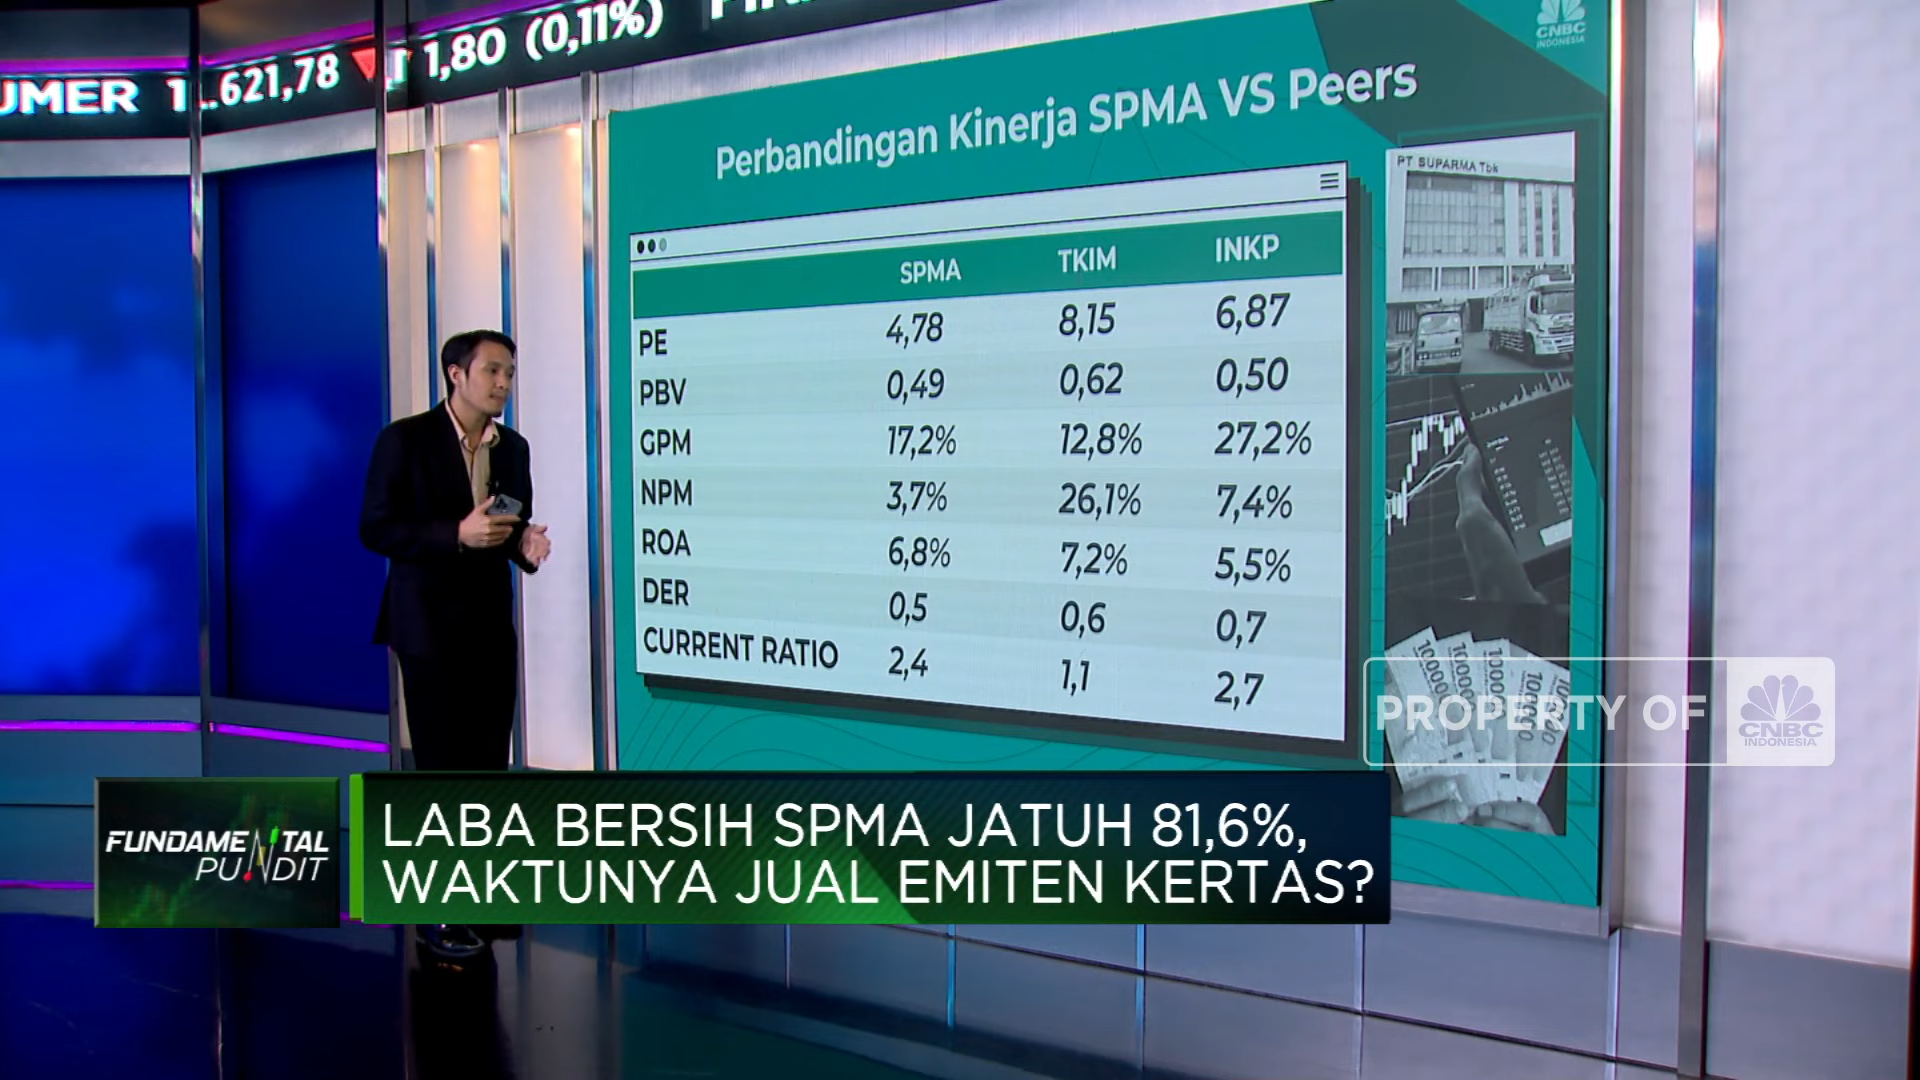 UMER 1 .621,78 1,80 (0,11%)
CNBC
INDONESIA
Perbandingan Kinerja SPMA VS Peers
PT SUPARMA Tbk
SPMA TKIM INKP
PE 4,78 8,15 6,87
PBV 0,49 0,62 0,50
GPM 17,2% 12,8% 27,2%
NPM 3,7% 26,1% 7,4%
ROA 6,8% 7,2% 5,5%
DER 0,5 0,6 0,7
CURRENT RATIO 2,4 1,1 2,7
PROPERTY OF CNBC
INDONESIA
FUNDAMENTAL
PUNDIT
LABA BERSIH SPMA JATUH 81,6%,
WAKTUNYA JUAL EMITEN KERTAS?